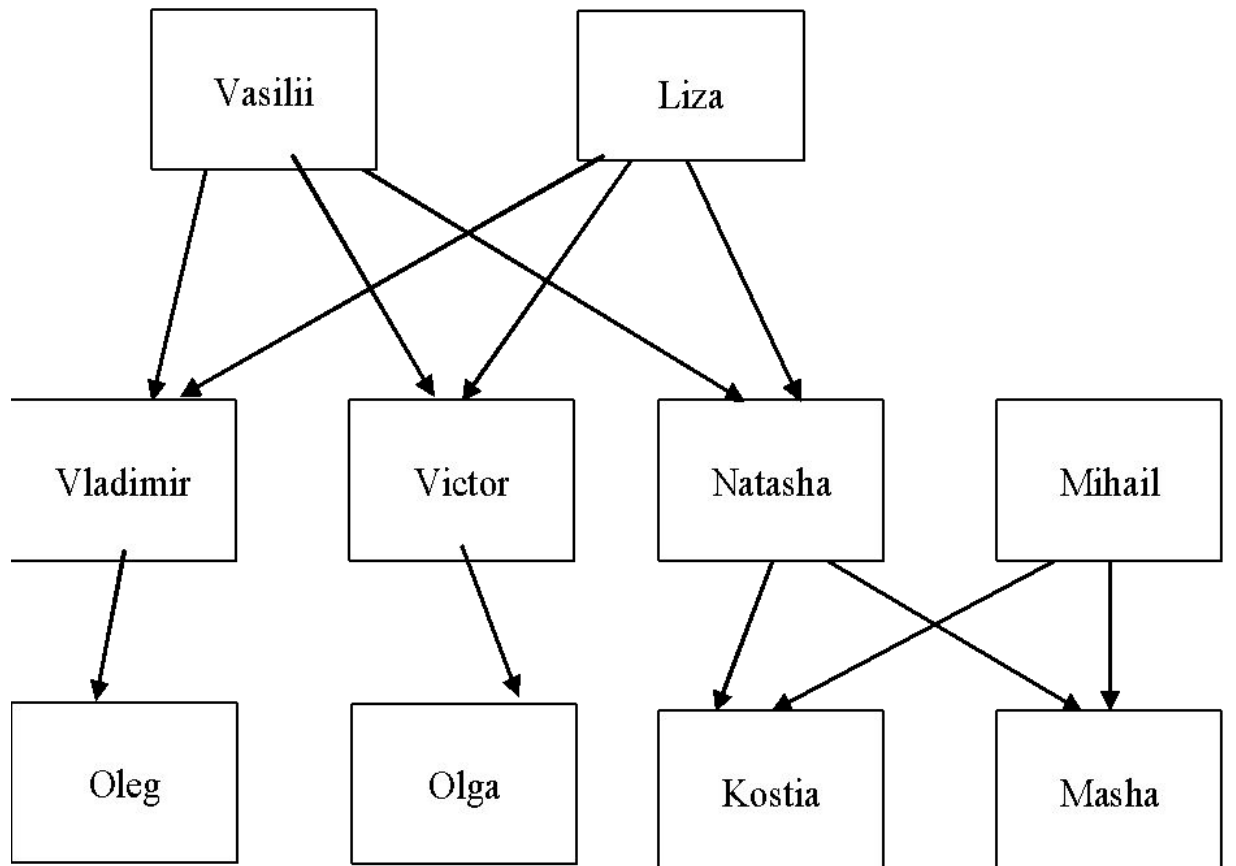 Vasilii
Liza
Vladimir
Victor
Natasha
Mihail
Oleg
Olga
Kostia
Masha